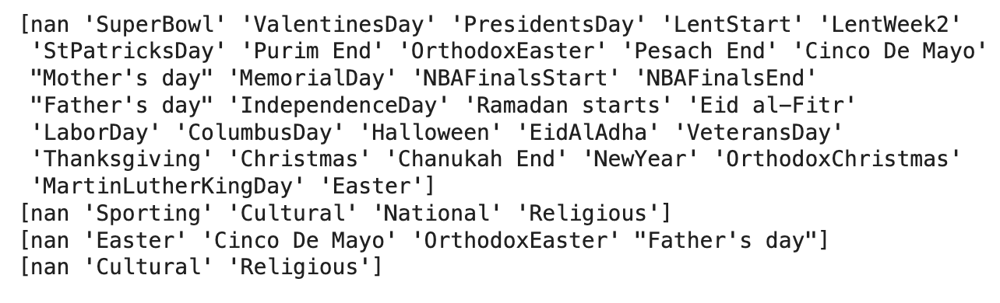 [nan 'SuperBowl' 'ValentinesDay' 'PresidentsDay' 'LentStart' 'LentWeek2'
'StPatricksDay' 'Purim End' 'OrthodoxEaster' 'Pesach End' 'Cinco De Mayo'
"Mother's day" 'MemorialDay' 'NBAFinalsStart' 'NBAFinalsEnd'
"Father's day" 'IndependenceDay' 'Ramadan starts' 'Eid al-Fitr'
'LaborDay' 'ColumbusDay' 'Halloween' 'EidAlAdha' 'VeteransDay'
'Thanksgiving' 'Christmas' 'Chanukah End' 'NewYear' 'OrthodoxChristmas'
'MartinLutherKingDay' 'Easter']
[nan 'Sporting' 'Cultural' 'National' 'Religious']
[nan 'Easter' 'Cinco De Mayo' 'OrthodoxEaster' "Father's day"]
[nan 'Cultural' 'Religious']